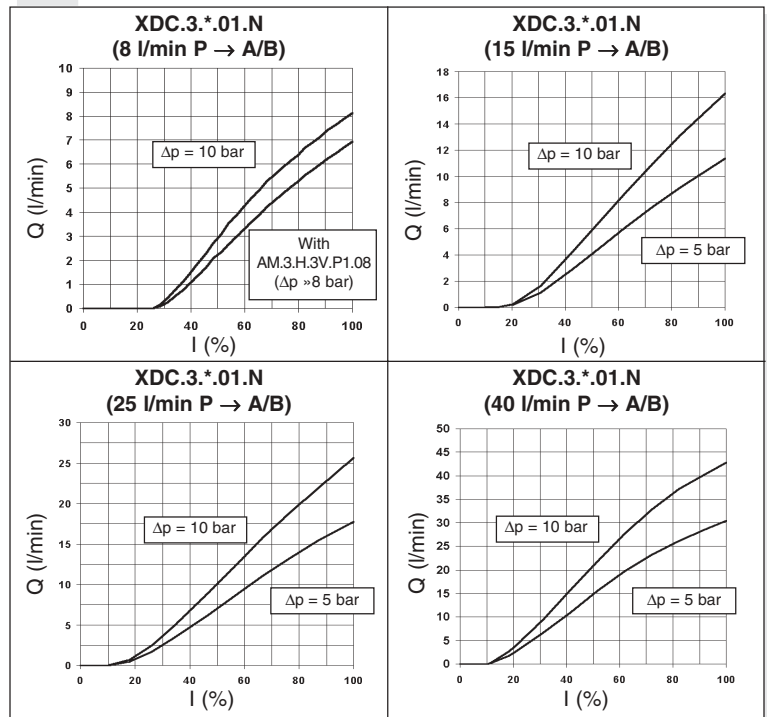 XDC.3.*.01.N
(8 l/min P → A/B)
10
9
8
7
6
5
4
3
2
1
0
Q (l/min)
Δp = 10 bar
With
AM.3.H.3V.P1.08
(Δp »8 bar)
0 20 40 60 80 100
I (%)
XDC.3.*.01.N
(15 l/min P → A/B)
18
16
14
12
10
8
6
4
2
0
Q (l/min)
Δp = 10 bar
Δp = 5 bar
0 20 40 60 80 100
I (%)
XDC.3.*.01.N
(25 l/min P → A/B)
30
25
20
15
10
5
0
Q (l/min)
Δp = 10 bar
Δp = 5 bar
0 20 40 60 80 100
I (%)
XDC.3.*.01.N
(40 l/min P → A/B)
50
45
40
35
30
25
20
15
10
5
0
Q (l/min)
Δp = 10 bar
Δp = 5 bar
0 20 40 60 80 100
I (%)